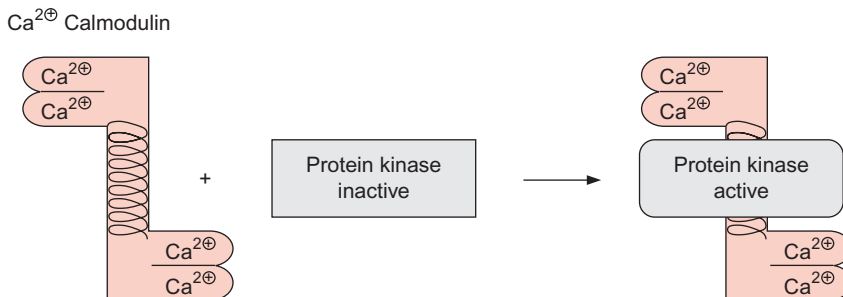 Ca²⊕ Calmodulin
Ca²⊕
Ca²⊕
+
Protein kinase
inactive
Ca²⊕
Ca²⊕
Ca²⊕
Ca²⊕
Protein kinase
active
Ca²⊕
Ca²⊕